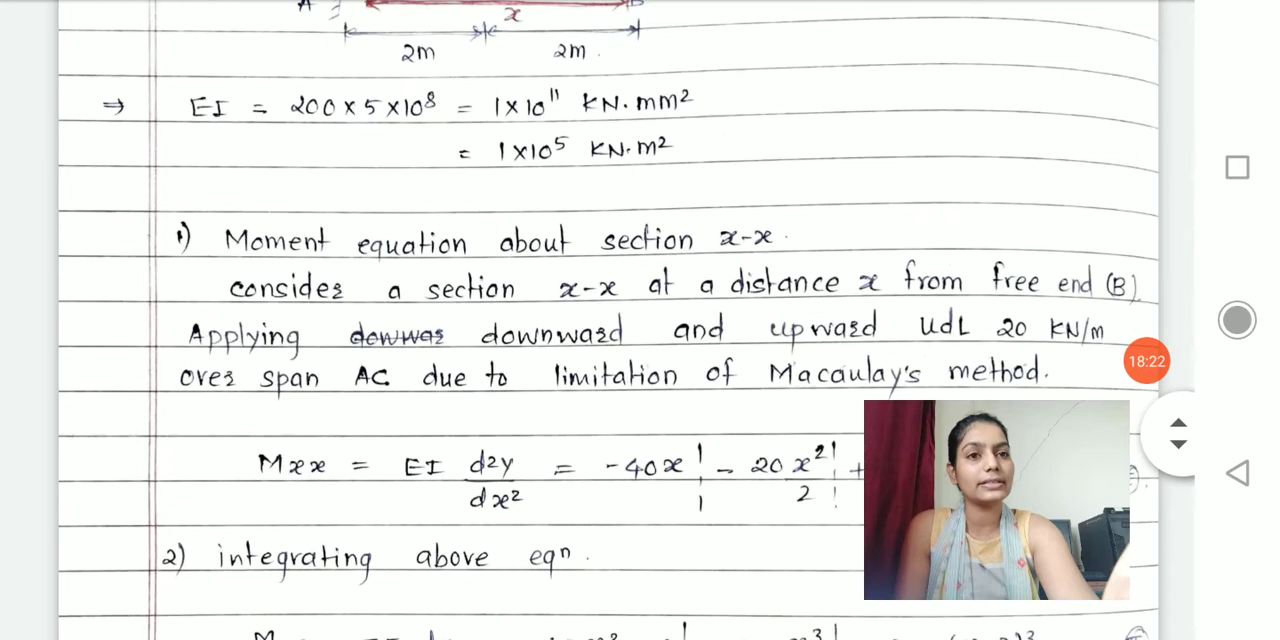 x
2m 2m
⇒ EI = 200 × 5 × 10⁸ = 1 × 10¹¹ KN.mm²
= 1 × 10⁵ KN.m²
1) Moment equation about section x-x.
consider a section x-x at a distance x from free end (B)
Applying downward and upward udl 20 KN/m
over span AC due to limitation of Macaulay's method.
18:22
Mxx = EI d²y/dx² = -40x ¦ - 20x²/2 ¦ +
2) integrating above eqⁿ.